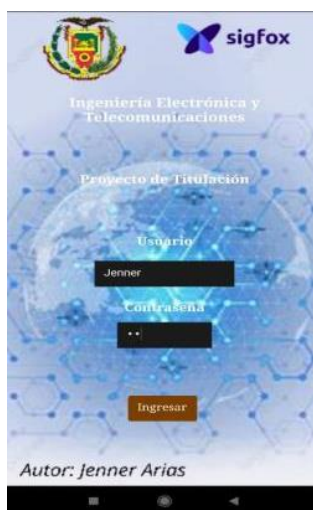 sigfox
Ingeniería Electrónica y
Telecomunicaciones
Proyecto de Titulación
Usuario
Jenner
Contraseña
Ingresar
Autor: Jenner Arias